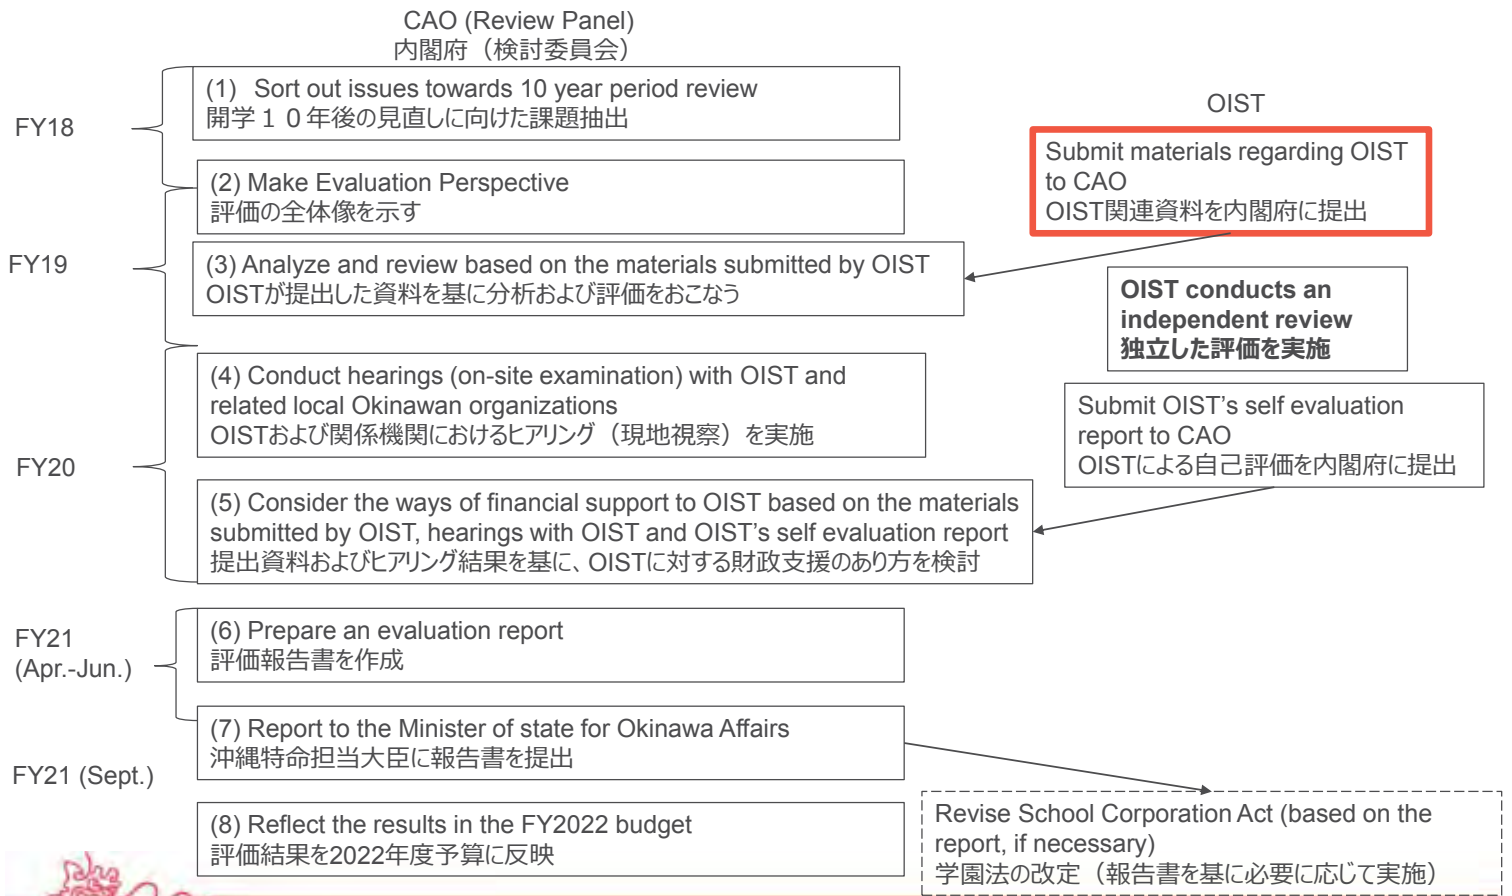 CAO (Review Panel)
内閣府（検討委員会）
FY18
(1) Sort out issues towards 10 year period review
開学１０年後の見直しに向けた課題抽出
(2) Make Evaluation Perspective
評価の全体像を示す
FY19
(3) Analyze and review based on the materials submitted by OIST
OISTが提出した資料を基に分析および評価をおこなう
FY20
(4) Conduct hearings (on-site examination) with OIST and
related local Okinawan organizations
OISTおよび関係機関におけるヒアリング（現地視察）を実施
(5) Consider the ways of financial support to OIST based on the materials
submitted by OIST, hearings with OIST and OIST's self evaluation report
提出資料およびヒアリング結果を基に、OISTに対する財政支援のあり方を検討
FY21
(Apr.-Jun.)
(6) Prepare an evaluation report
評価報告書を作成
(7) Report to the Minister of state for Okinawa Affairs
沖縄特命担当大臣に報告書を提出
FY21 (Sept.)
(8) Reflect the results in the FY2022 budget
評価結果を2022年度予算に反映
OIST
Submit materials regarding OIST
to CAO
OIST関連資料を内閣府に提出
OIST conducts an
independent review
独立した評価を実施
Submit OIST's self evaluation
report to CAO
OISTによる自己評価を内閣府に提出
Revise School Corporation Act (based on the
report, if necessary)
学園法の改定（報告書を基に必要に応じて実施）